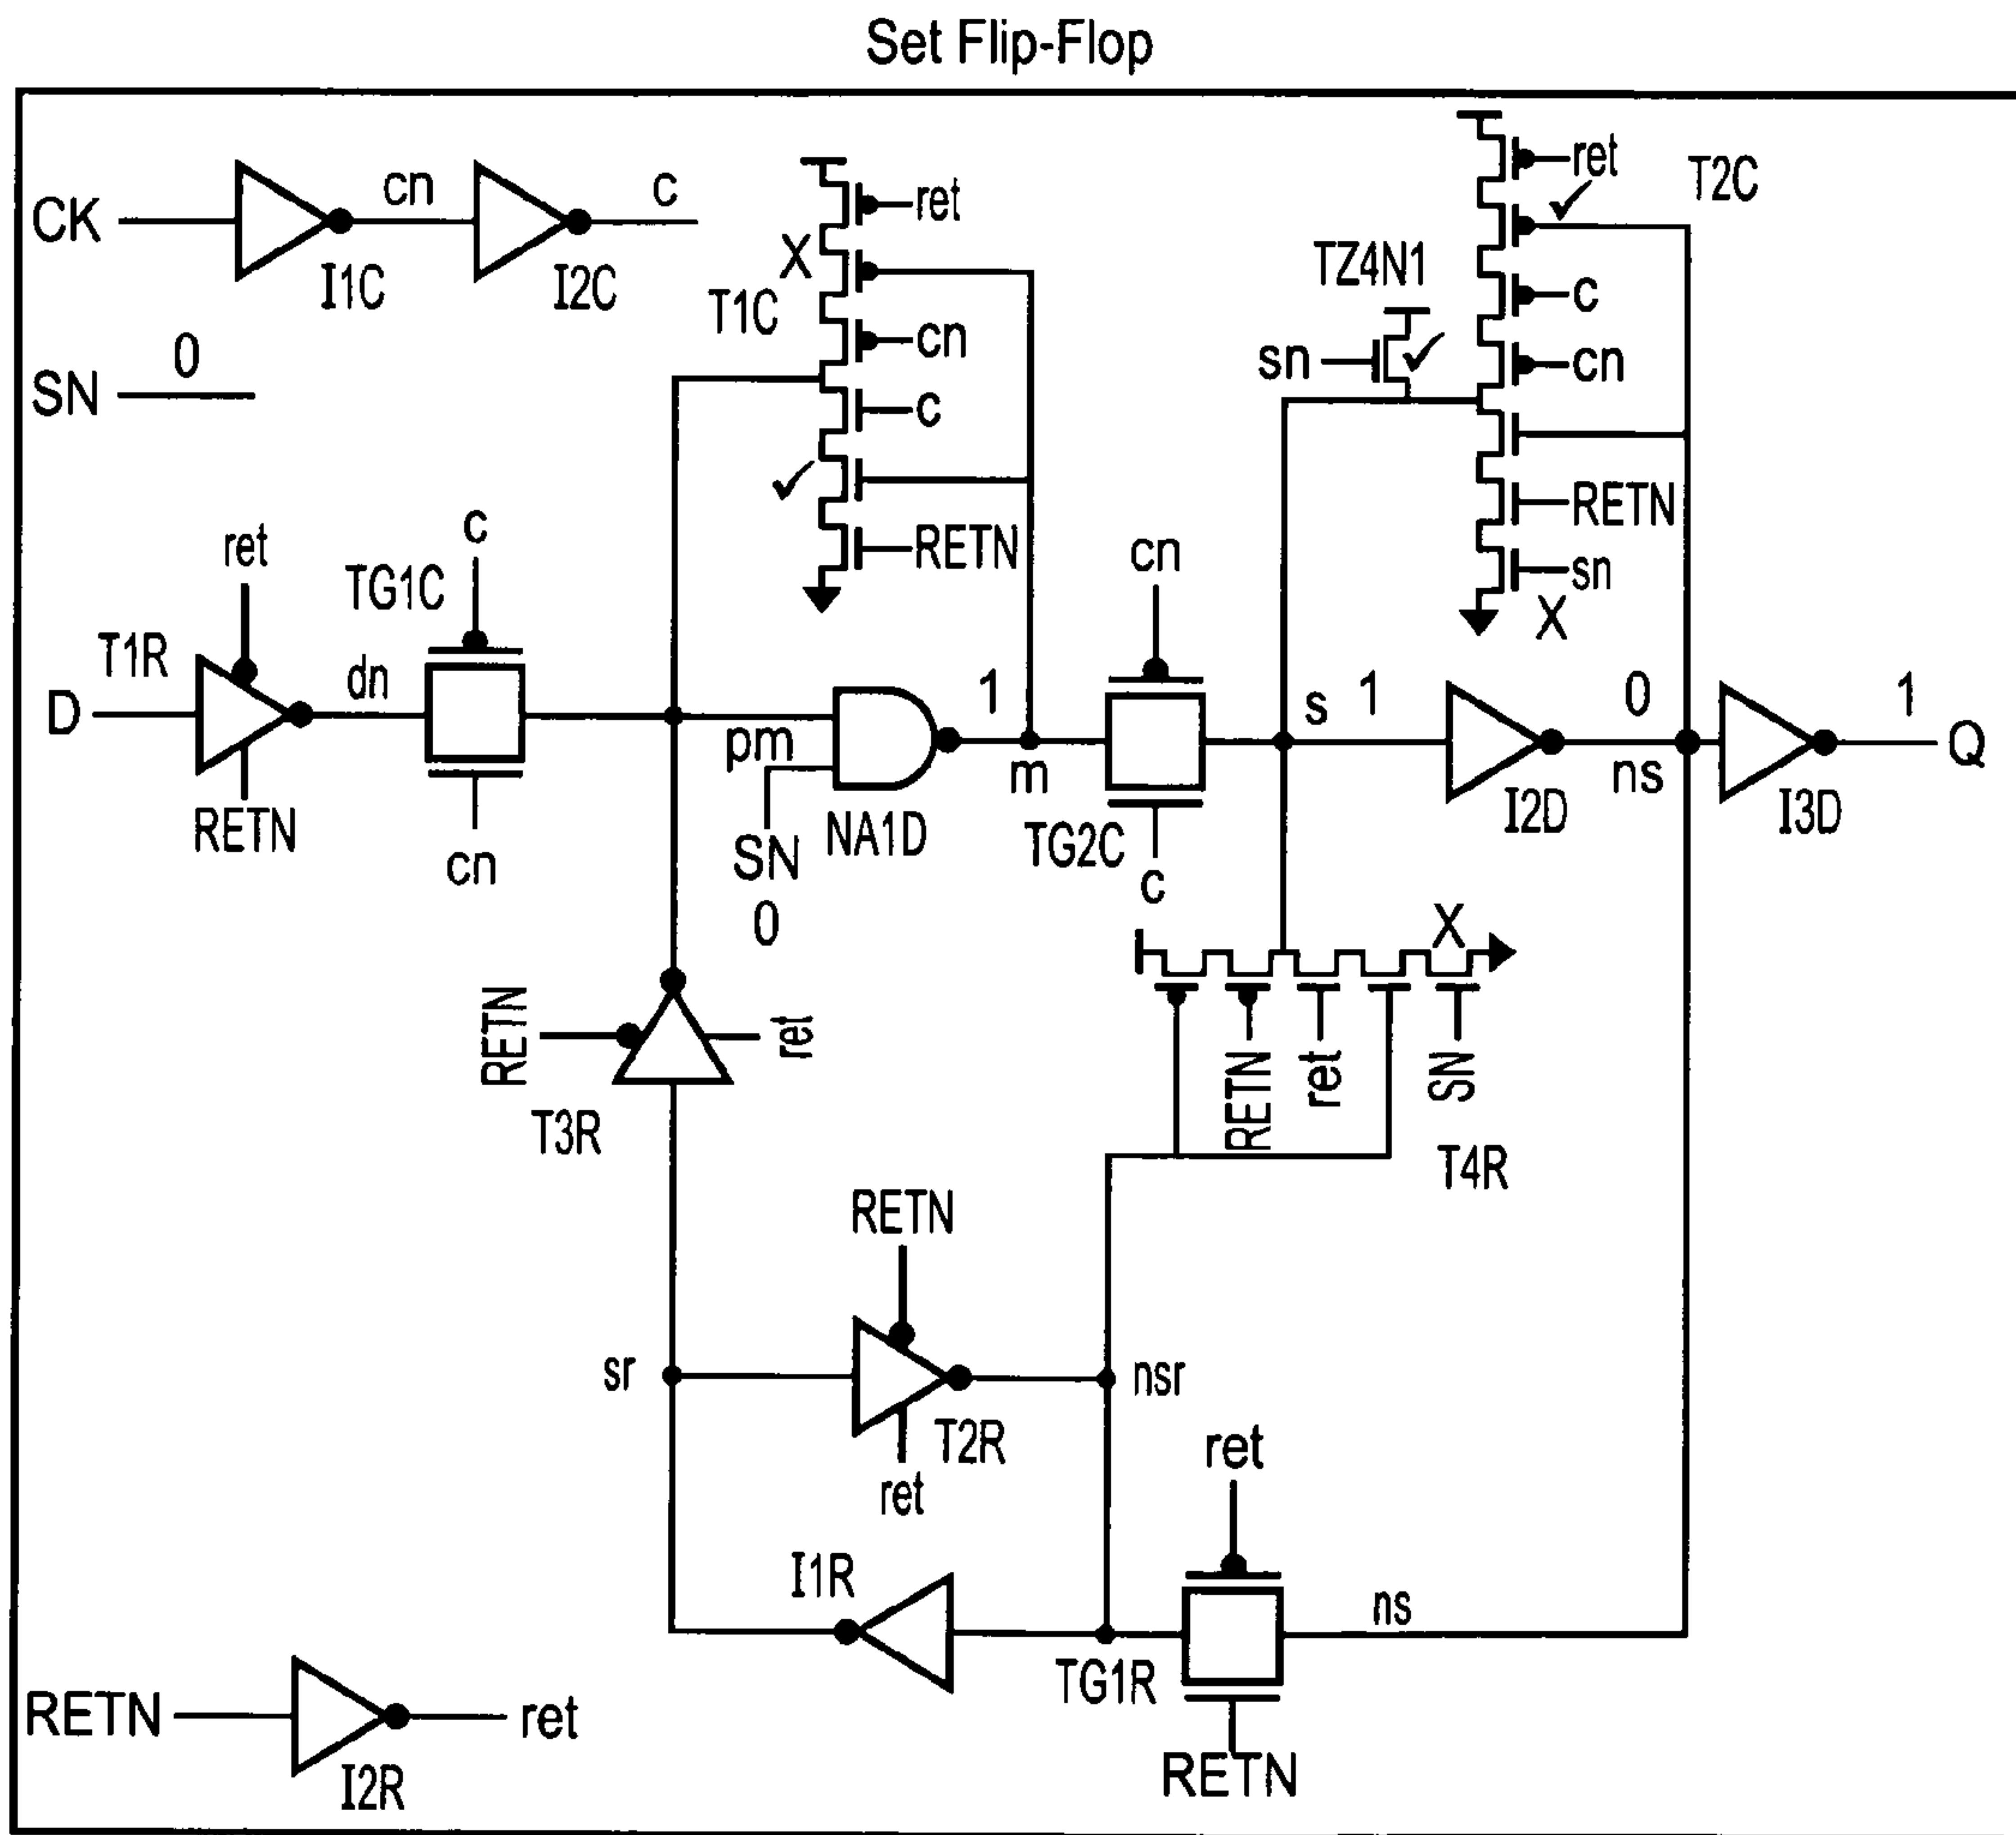 Set Flip-Flop
CK
cn
c
I1C
I2C
SN
0
ret
X
T1C
cn
c
RETN
ret
T2C
TZ4N1
sn
c
cn
RETN
sn
X
ret
T1R
D
RETN
c
TG1C
dn
cn
pm
SN
0
NA1D
1
m
cn
TG2C
c
s
1
I2D
0
ns
I3D
1
Q
X
RETN
ret
SN
T4R
RETN
ret
T3R
RETN
sr
T2R
ret
nsr
ret
I1R
TG1R
ns
RETN
RETN
ret
I2R